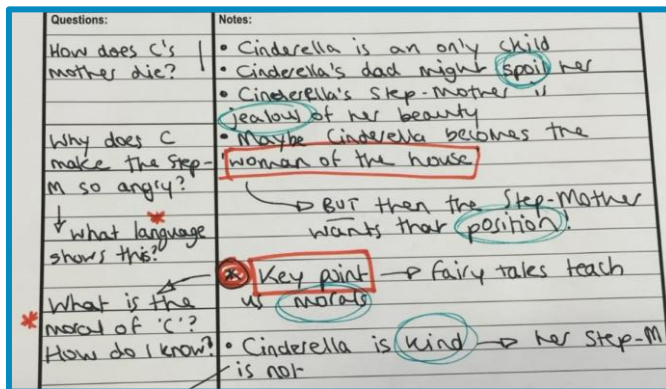 Questions:
How does C's
mother die?
Why does C
make the step-
M so angry?
what language
shows this?
What is the
moral of 'C'?
How do I know?
Notes:
• Cinderella is an only child
• Cinderella's dad might spoil her
• Cinderella's Step-Mother is
jealous of her beauty
• Maybe Cinderella becomes the
woman of the house
BUT then the Step-Mother
wants that position!
* Key point → Fairy tales teach
us morals
• Cinderella is kind → her Step-M
is not